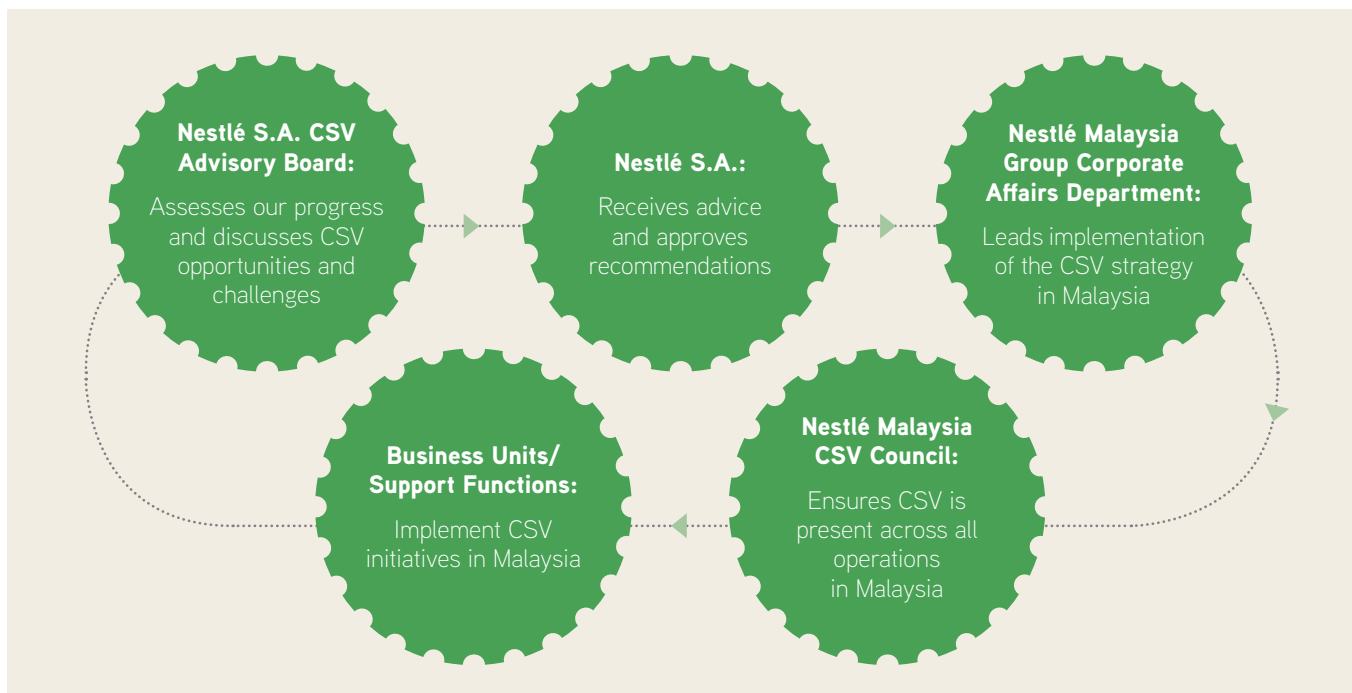 Nestlé S.A. CSV
Advisory Board:
Assesses our progress
and discusses CSV
opportunities and
challenges
Nestlé S.A.:
Receives advice
and approves
recommendations
Nestlé Malaysia
Group Corporate
Affairs Department:
Leads implementation
of the CSV strategy
in Malaysia
Nestlé Malaysia
CSV Council:
Ensures CSV is
present across all
operations
in Malaysia
Business Units/
Support Functions:
Implement CSV
initiatives in Malaysia